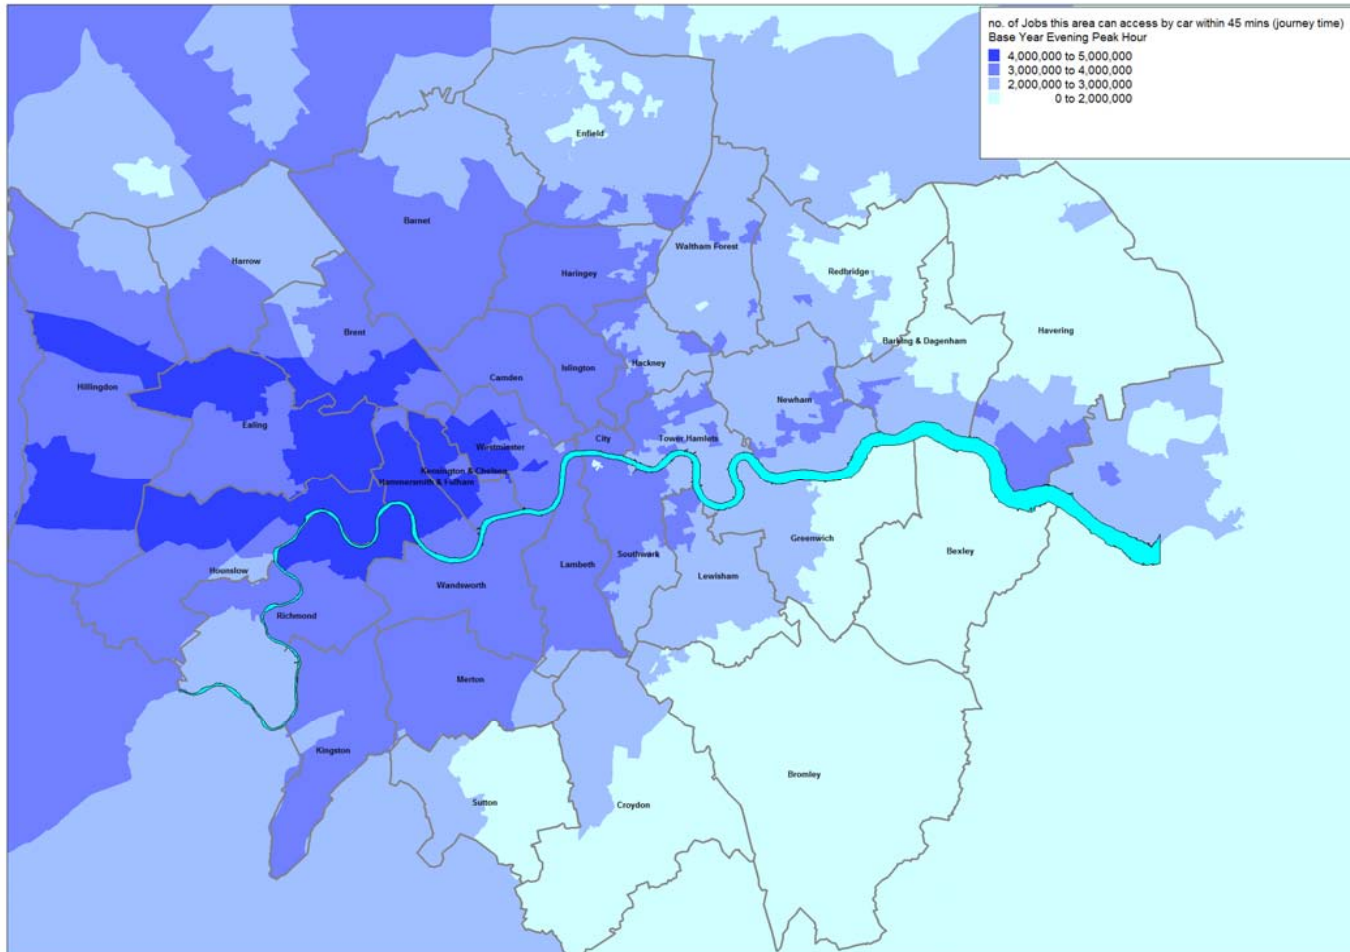 no. of Jobs this area can access by car within 45 mins (journey time)
Base Year Evening Peak Hour
4,000,000 to 5,000,000
3,000,000 to 4,000,000
2,000,000 to 3,000,000
0 to 2,000,000
Enfield
Barnet
Harrow
Haringey
Waltham Forest
Redbridge
Havering
Brent
Barking & Dagenham
Hackney
Islington
Camden
Hillingdon
Newham
Ealing
City
Tower Hamlets
Westminster
Kensington & Chelsea
Hammersmith & Fulham
Greenwich
Bexley
Southwark
Lambeth
Hounslow
Lewisham
Wandsworth
Richmond
Merton
Kingston
Bromley
Sutton
Croydon